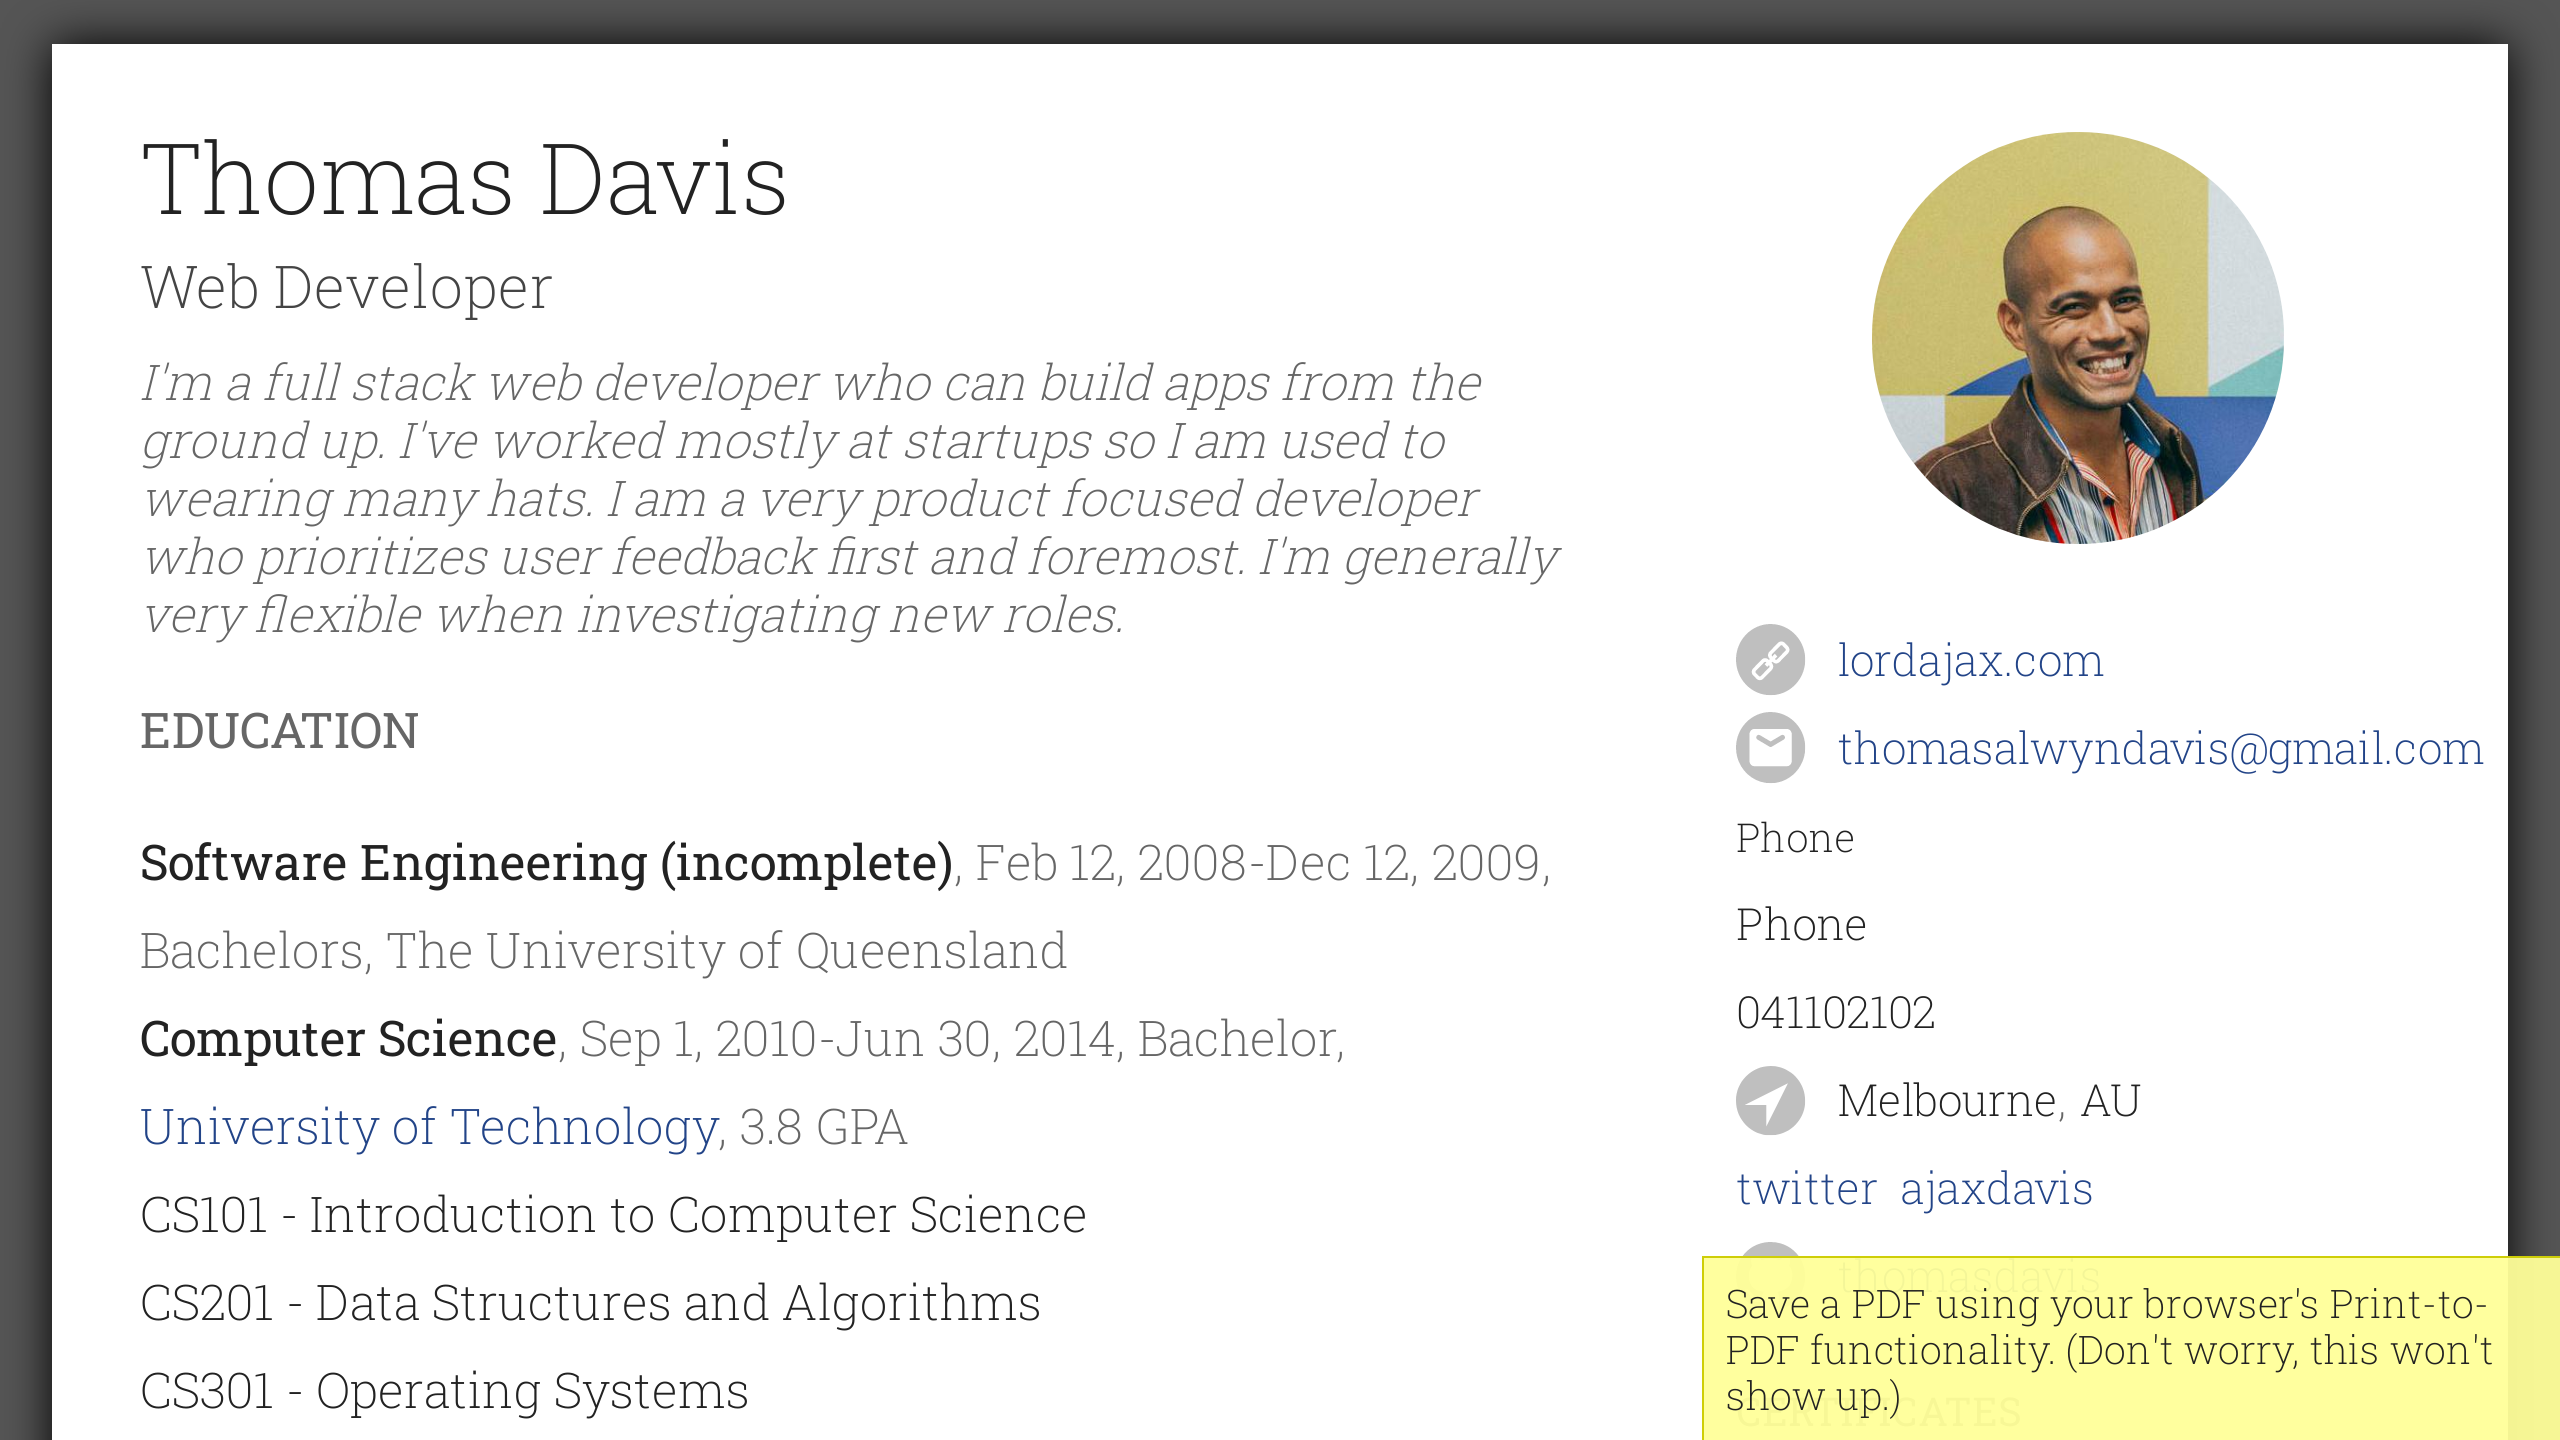 Thomas Davis
Web Developer
I'm a full stack web developer who can build apps from the
ground up. I've worked mostly at startups so I am used to
wearing many hats. I am a very product focused developer
who prioritizes user feedback first and foremost. I'm generally
very flexible when investigating new roles.
EDUCATION
Software Engineering (incomplete), Feb 12, 2008-Dec 12, 2009,
Bachelors, The University of Queensland
Computer Science, Sep 1, 2010-Jun 30, 2014, Bachelor,
University of Technology, 3.8 GPA
CS101 - Introduction to Computer Science
CS201 - Data Structures and Algorithms
CS301 - Operating Systems
lordajax.com
thomasalwyndavis@gmail.com
Phone
Phone
041102102
Melbourne, AU
twitter ajaxdavis
thomasdavis
Save a PDF using your browser's Print-to-
PDF functionality. (Don't worry, this won't
show up.)
CERTIFICATES